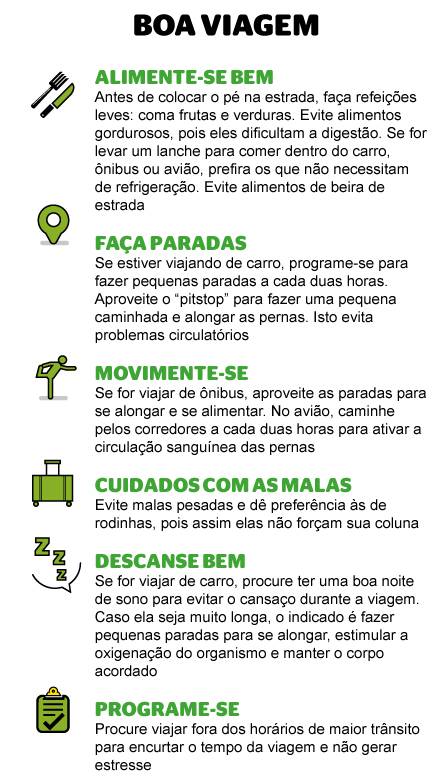 BOA VIAGEM
ALIMENTE-SE BEM
Antes de colocar o pé na estrada, faça refeições
leves: coma frutas e verduras. Evite alimentos
gordurosos, pois eles dificultam a digestão. Se for
levar um lanche para comer dentro do carro,
ônibus ou avião, prefira os que não necessitam
de refrigeração. Evite alimentos de beira de
estrada
FAÇA PARADAS
Se estiver viajando de carro, programe-se para
fazer pequenas paradas a cada duas horas.
Aproveite o “pitstop” para fazer uma pequena
caminhada e alongar as pernas. Isto evita
problemas circulatórios
MOVIMENTE-SE
Se for viajar de ônibus, aproveite as paradas para
se alongar e se alimentar. No avião, caminhe
pelos corredores a cada duas horas para ativar a
circulação sanguínea das pernas
CUIDADOS COM AS MALAS
Evite malas pesadas e dê preferência às de
rodinhas, pois assim elas não forçam sua coluna
Z
Z
Z
DESCANSE BEM
Se for viajar de carro, procure ter uma boa noite
de sono para evitar o cansaço durante a viagem.
Caso ela seja muito longa, o indicado é fazer
pequenas paradas para se alongar, estimular a
oxigenação do organismo e manter o corpo
acordado
PROGRAME-SE
Procure viajar fora dos horários de maior trânsito
para encurtar o tempo da viagem e não gerar
estresse